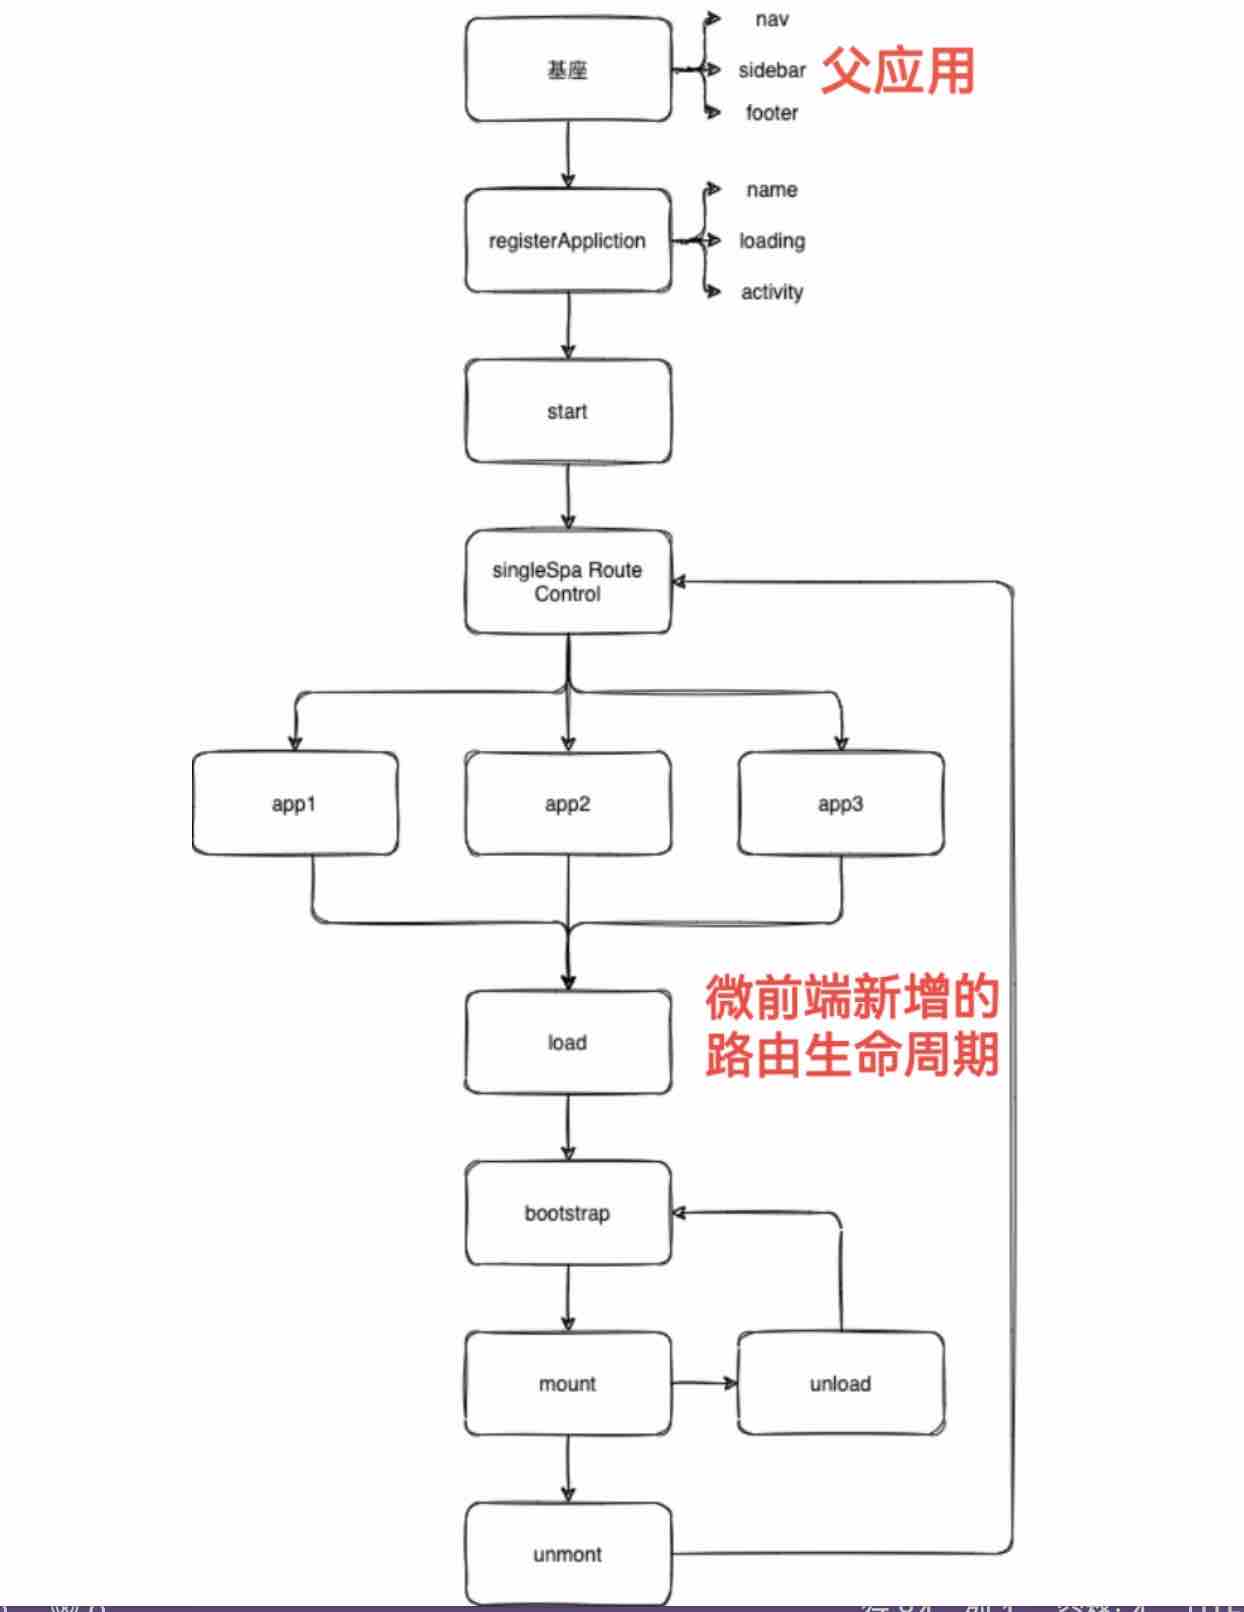 基座
nav
sidebar
footer
父应用
registerAppliction
name
loading
activity
start
singleSpa Route
Control
app1
app2
app3
load
微前端新增的
路由生命周期
bootstrap
mount
unload
unmont